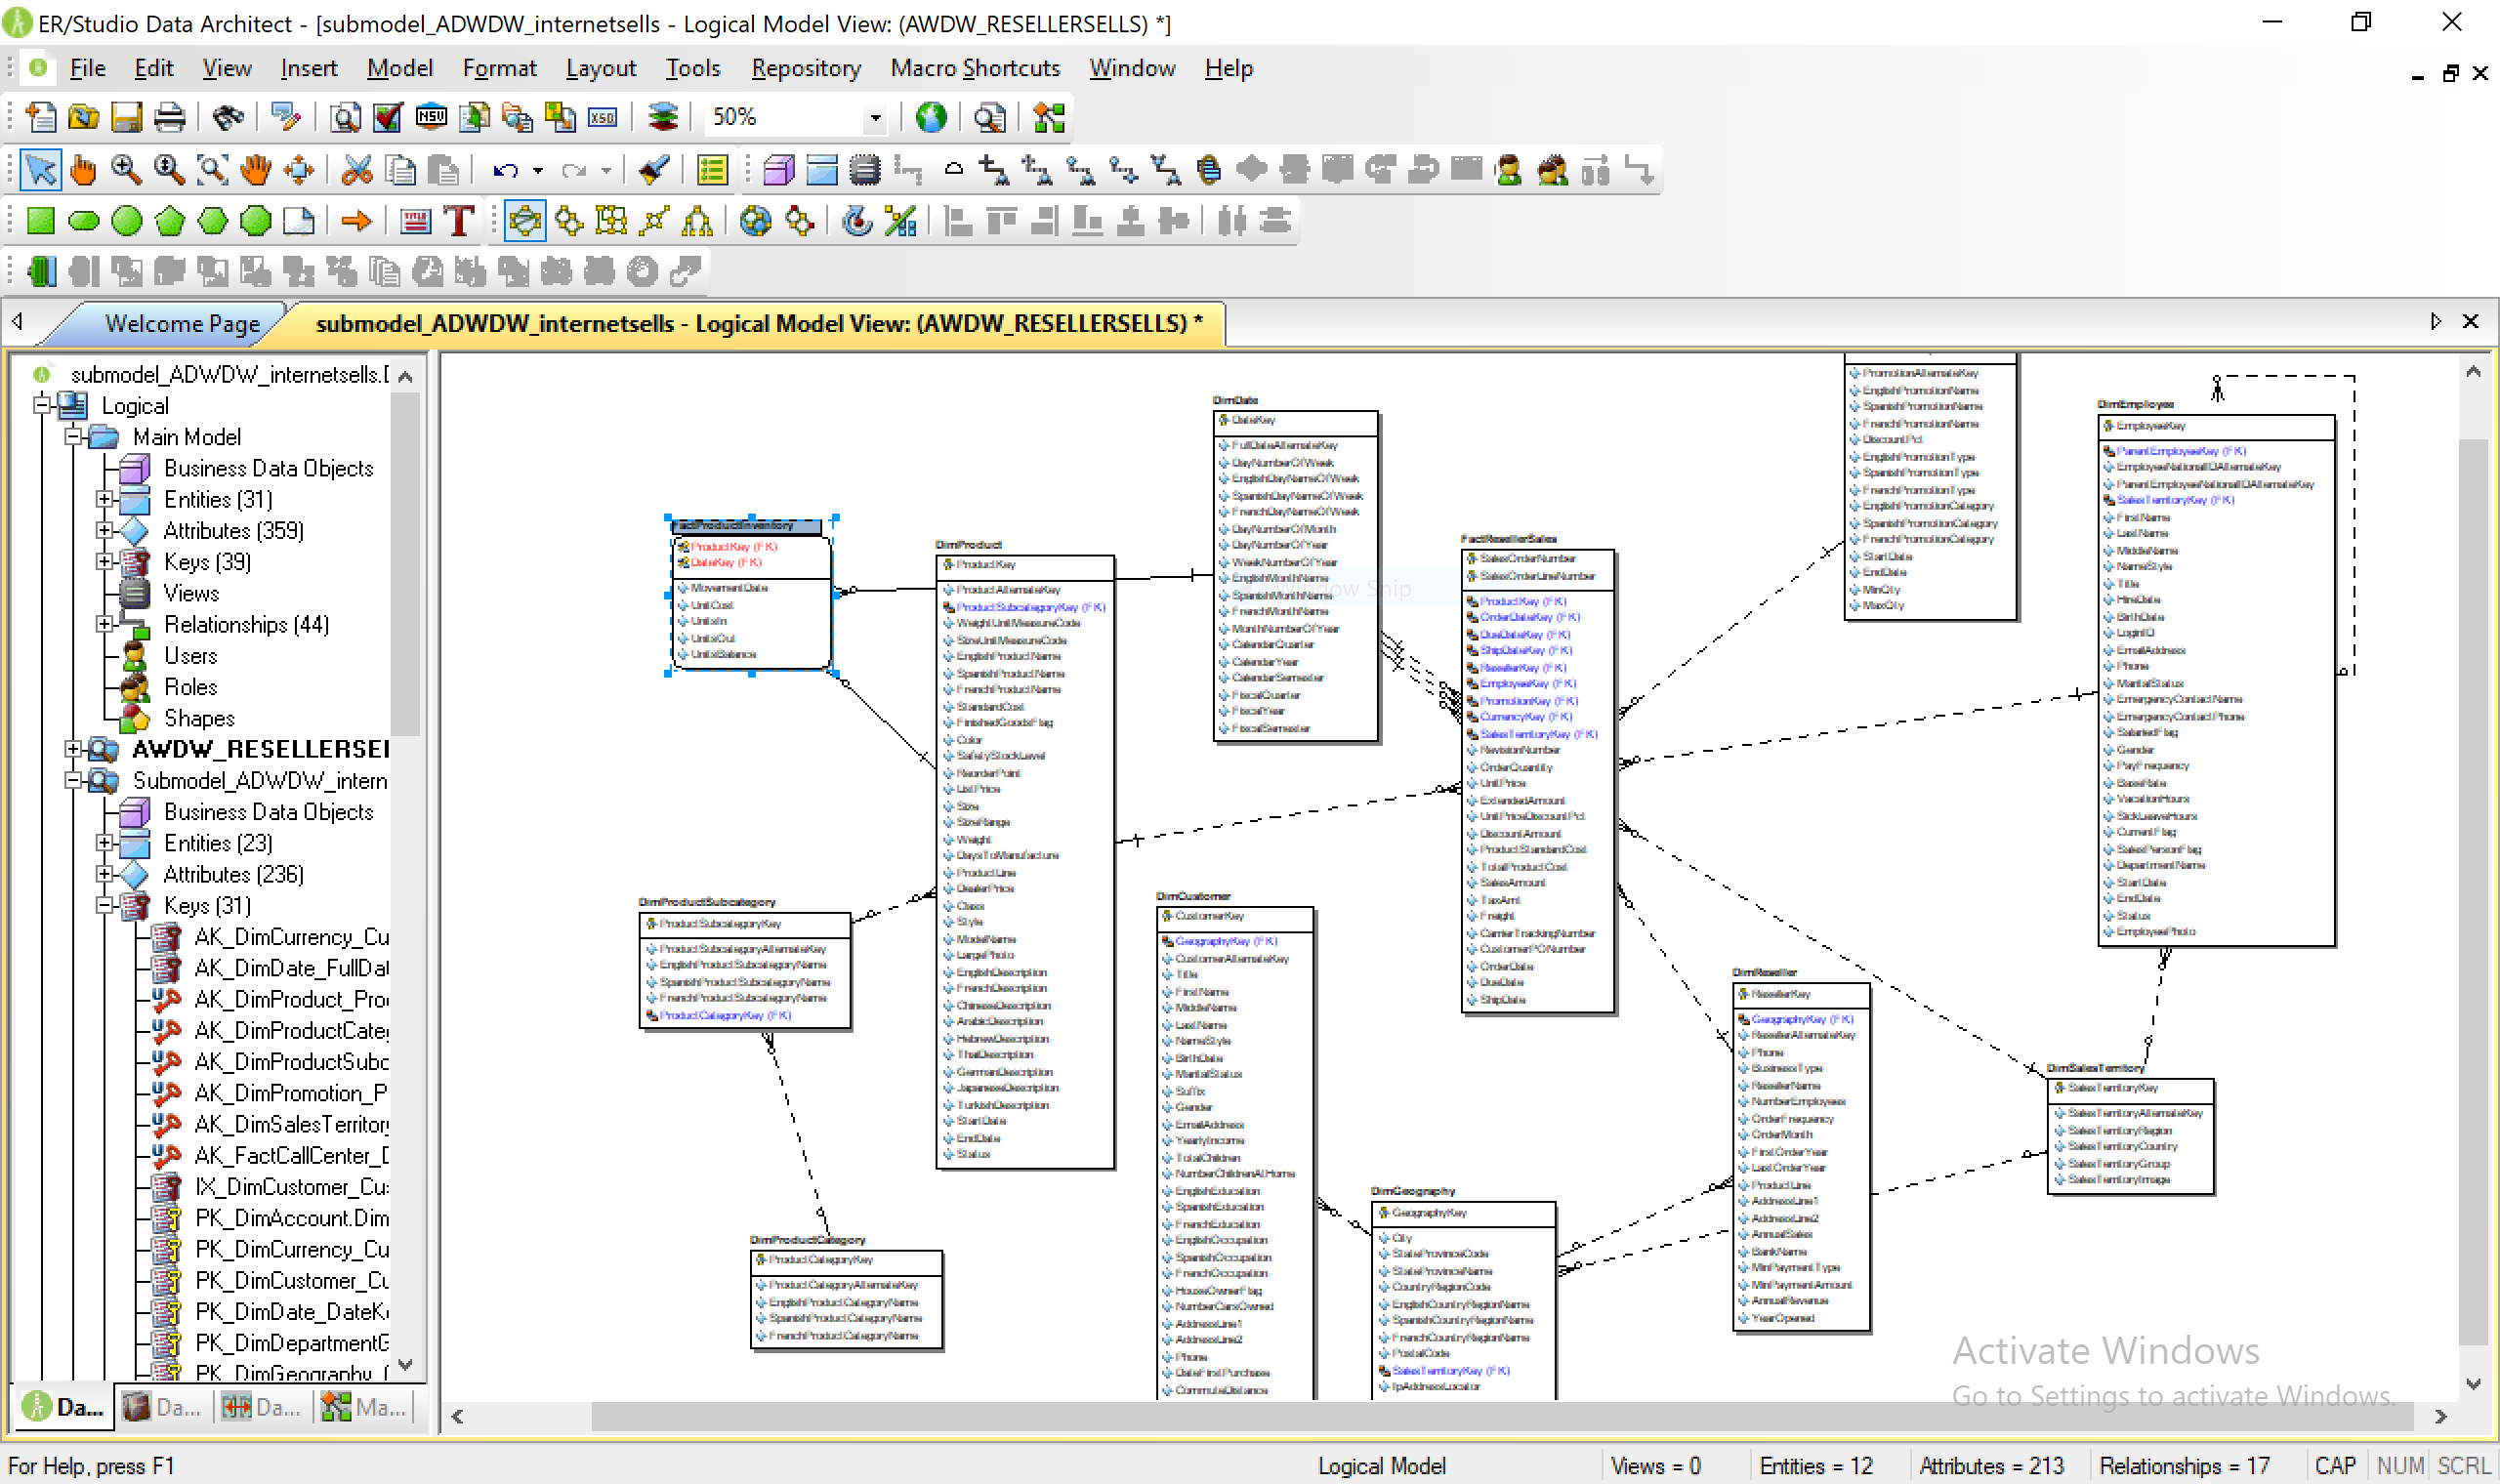 ER/Studio Data Architect - [submodel_ADWDW_internetsells - Logical Model View: (AWDW_RESELLERSELLS) *]
File Edit View Insert Model Format Layout Tools Repository Macro Shortcuts Window Help
50%
Welcome Page
submodel_ADWDW_internetsells - Logical Model View: (AWDW_RESELLERSELLS) *
submodel_ADWDW_internetsells.
Logical
Main Model
Business Data Objects
Entities (31)
Attributes (359)
Keys (39)
Views
Relationships (44)
Users
Roles
Shapes
AWDW_RESELLERSEI
Submodel_ADWDW_intern
Business Data Objects
Entities (23)
Attributes (236)
Keys (31)
AK_DimCurrency_Cu
AK_DimDate_FullDa
AK_DimProduct_Pro
AK_DimProductCate
AK_DimProductSubc
AK_DimPromotion_P
AK_DimSalesTerritor
AK_FactCallCenter_D
IX_DimCustomer_Cu
PK_DimAccount.Dim
PK_DimCurrency_Cu
PK_DimCustomer_Cu
PK_DimDate_DateK
PK_DimDepartmentG
PK_DimGeography_
Da...
Da...
Da...
Ma...
FactProductInventory
ProductKey (FK)
DateKey (FK)
MovementDate
UnitCost
UnitsIn
UnitsOut
UnitsBalance
DimProduct
ProductKey
ProductAlternateKey
ProductSubcategoryKey (FK)
WeightUnitMeasureCode
SizeUnitMeasureCode
EnglishProductName
SpanishProductName
FrenchProductName
StandardCost
FinishedGoodsFlag
Color
SafetyStockLevel
ReorderPoint
ListPrice
Size
SizeRange
Weight
DaysToManufacture
ProductLine
DealerPrice
Class
Style
ModelName
LargePhoto
EnglishDescription
FrenchDescription
ChineseDescription
ArabicDescription
HebrewDescription
ThaiDescription
GermanDescription
JapaneseDescription
TurkishDescription
StartDate
EndDate
Status
DimProductSubcategory
ProductSubcategoryKey
ProductSubcategoryAlternateKey
EnglishProductSubcategoryName
SpanishProductSubcategoryName
FrenchProductSubcategoryName
ProductCategoryKey (FK)
DimProductCategory
ProductCategoryKey
ProductCategoryAlternateKey
EnglishProductCategoryName
SpanishProductCategoryName
FrenchProductCategoryName
DimDate
DateKey
FullDateAlternateKey
DayNumberOfWeek
EnglishDayNameOfWeek
SpanishDayNameOfWeek
FrenchDayNameOfWeek
DayNumberOfMonth
DayNumberOfYear
WeekNumberOfYear
EnglishMonthName
SpanishMonthName
FrenchMonthName
MonthNumberOfYear
CalendarQuarter
CalendarYear
CalendarSemester
FiscalQuarter
FiscalYear
FiscalSemester
Snip
DimCustomer
CustomerKey
GeographyKey (FK)
CustomerAlternateKey
Title
FirstName
MiddleName
LastName
NameStyle
BirthDate
MaritalStatus
Suffix
Gender
EmailAddress
YearlyIncome
TotalChildren
NumberChildrenAtHome
EnglishEducation
SpanishEducation
FrenchEducation
EnglishOccupation
SpanishOccupation
FrenchOccupation
HouseOwnerFlag
NumberCarsOwned
AddressLine1
AddressLine2
Phone
DateFirstPurchase
CommuteDistance
FactResellerSales
SalesOrderNumber
SalesOrderLineNumber
ProductKey (FK)
OrderDateKey (FK)
DueDateKey (FK)
ShipDateKey (FK)
ResellerKey (FK)
EmployeeKey (FK)
PromotionKey (FK)
CurrencyKey (FK)
SalesTerritoryKey (FK)
RevisionNumber
OrderQuantity
UnitPrice
ExtendedAmount
UnitPriceDiscountPct
DiscountAmount
ProductStandardCost
TotalProductCost
SalesAmount
TaxAmt
Freight
CarrierTrackingNumber
CustomerPONumber
OrderDate
DueDate
ShipDate
DimGeography
GeographyKey
City
StateProvinceCode
StateProvinceName
CountryRegionCode
EnglishCountryRegionName
SpanishCountryRegionName
FrenchCountryRegionName
PostalCode
SalesTerritoryKey (FK)
IpAddressLocator
PromotionAlternateKey
EnglishPromotionName
SpanishPromotionName
FrenchPromotionName
DiscountPct
EnglishPromotionType
SpanishPromotionType
FrenchPromotionType
EnglishPromotionCategory
SpanishPromotionCategory
FrenchPromotionCategory
StartDate
EndDate
MinQty
MaxQty
DimReseller
ResellerKey
GeographyKey (FK)
ResellerAlternateKey
Phone
BusinessType
ResellerName
NumberEmployees
OrderFrequency
OrderMonth
FirstOrderYear
LastOrderYear
ProductLine
AddressLine1
AddressLine2
AnnualSales
BankName
MinPaymentType
MinPaymentAmount
AnnualRevenue
YearOpened
DimEmployee
EmployeeKey
ParentEmployeeKey (FK)
EmployeeNationalIDAlternateKey
ParentEmployeeNationalIDAlternateKey
SalesTerritoryKey (FK)
FirstName
LastName
MiddleName
NameStyle
Title
HireDate
BirthDate
LoginID
EmailAddress
Phone
MaritalStatus
EmergencyContactName
EmergencyContactPhone
SalariedFlag
Gender
PayFrequency
BaseRate
VacationHours
SickLeaveHours
CurrentFlag
SalesPersonFlag
DepartmentName
StartDate
EndDate
Status
EmployeePhoto
DimSalesTerritory
SalesTerritoryKey
SalesTerritoryAlternateKey
SalesTerritoryRegion
SalesTerritoryCountry
SalesTerritoryGroup
SalesTerritoryImage
Activate Windows
Go to Settings to activate Windows.
For Help, press F1
Logical Model
Views = 0
Entities = 12
Attributes = 213
Relationships = 17
CAP NUM SCRL